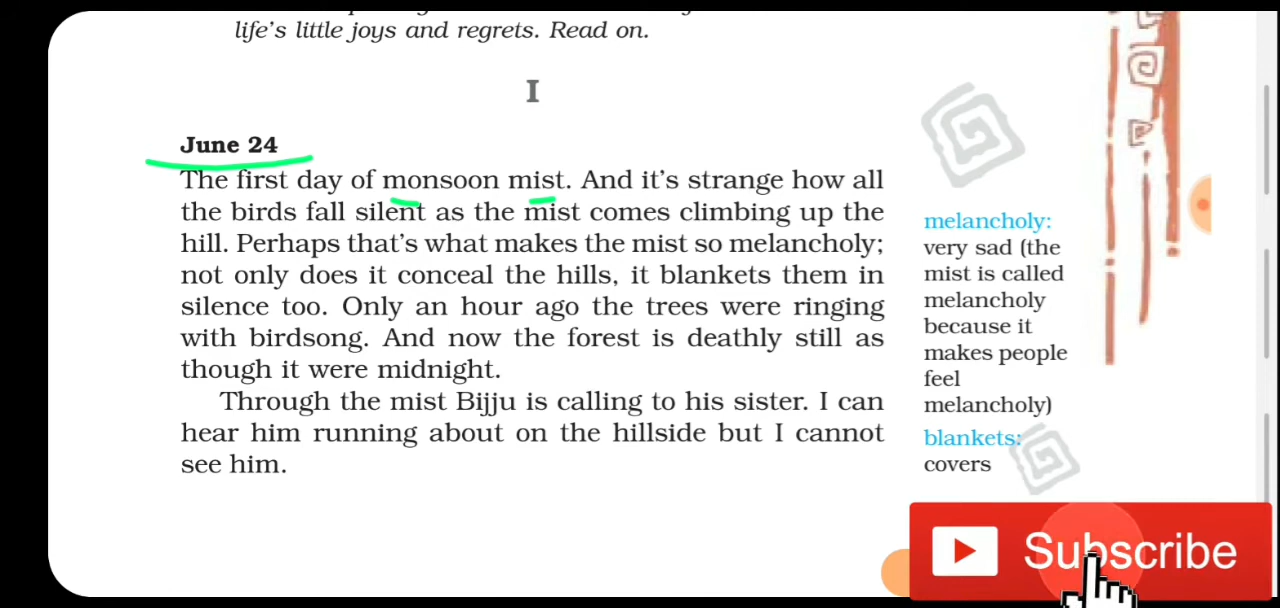 life's little joys and regrets. Read on.
I
June 24
The first day of monsoon mist. And it's strange how all
the birds fall silent as the mist comes climbing up the
hill. Perhaps that's what makes the mist so melancholy;
not only does it conceal the hills, it blankets them in
silence too. Only an hour ago the trees were ringing
with birdsong. And now the forest is deathly still as
though it were midnight.
Through the mist Bijju is calling to his sister. I can
hear him running about on the hillside but I cannot
see him.
melancholy:
very sad (the
mist is called
melancholy
because it
makes people
feel
melancholy)
blankets:
covers
Subscribe